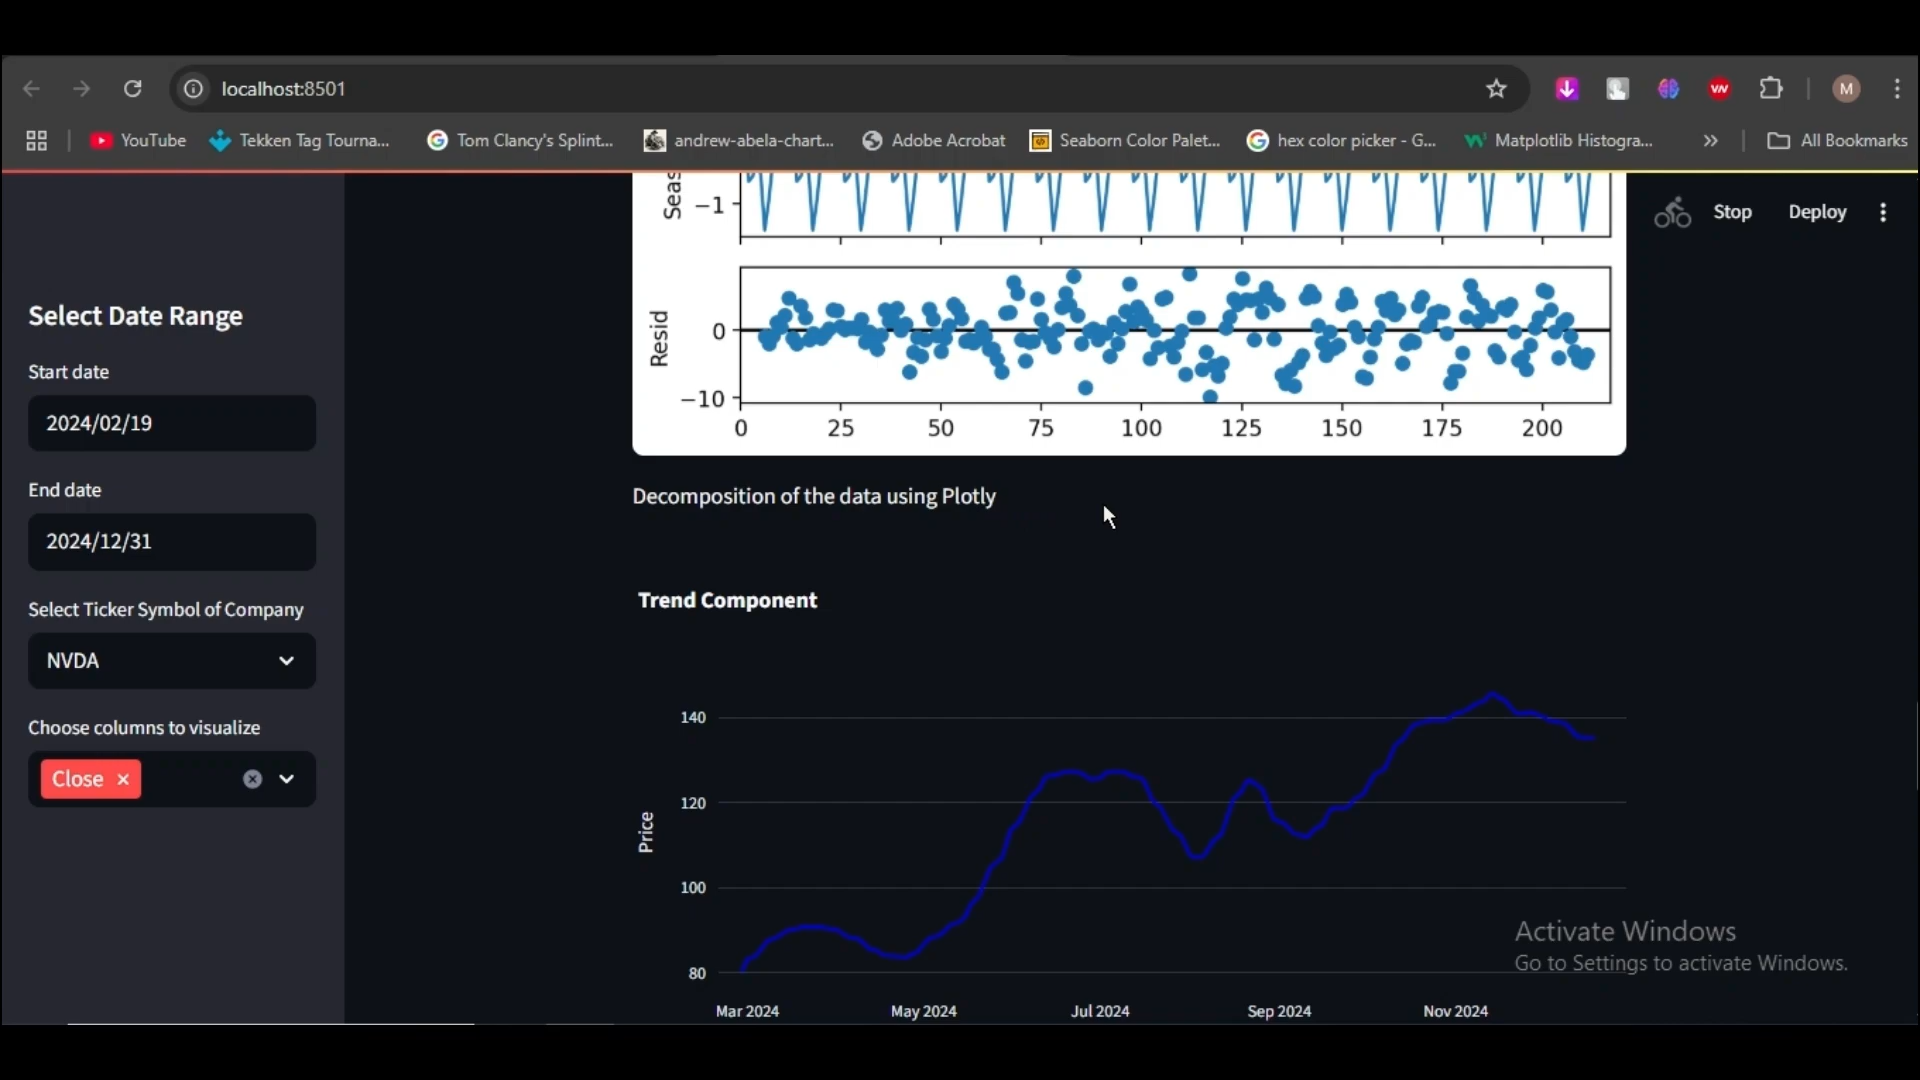 localhost:8501
M
YouTube
Tekken Tag Tourna...
Tom Clancy's Splint...
andrew-abela-chart...
Adobe Acrobat
Seaborn Color Palet...
hex color picker - G...
Matplotlib Histogra...
»
All Bookmarks
Stop
Deploy
Select Date Range
Start date
2024/02/19
End date
2024/12/31
Select Ticker Symbol of Company
NVDA
Choose columns to visualize
Close ×
Seas
−1
Resid
0
−10
0 25 50 75 100 125 150 175 200
Decomposition of the data using Plotly
Trend Component
Price
140
120
100
80
Mar 2024 May 2024 Jul 2024 Sep 2024 Nov 2024
Activate Windows
Go to Settings to activate Windows.